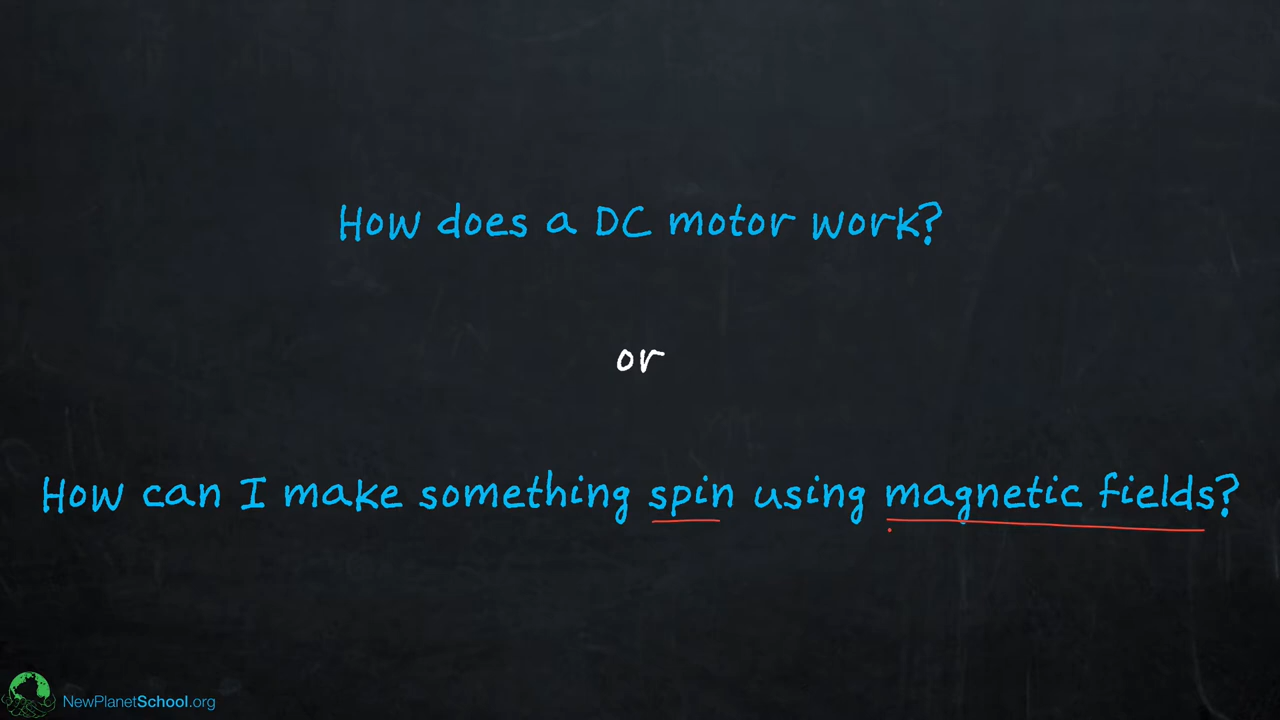 How does a DC motor work?
or
How can I make something spin using magnetic fields?
NewPlanetSchool.org